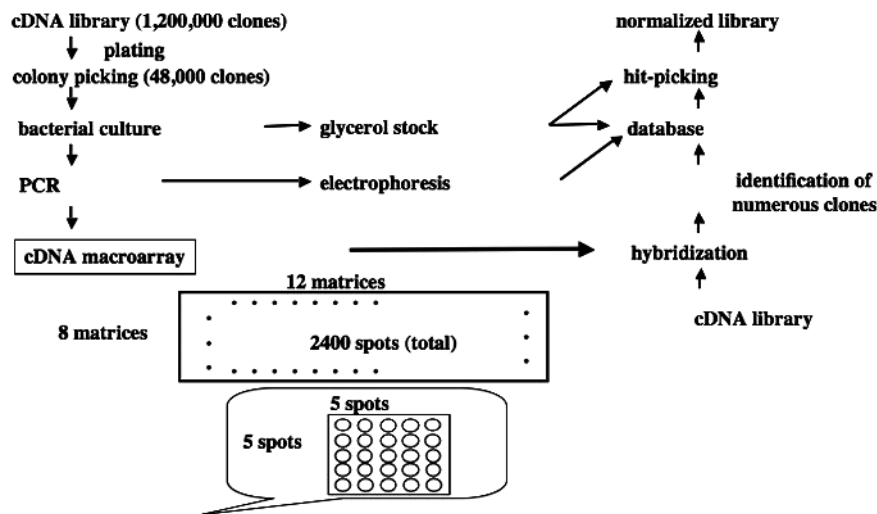 cDNA library (1,200,000 clones)
plating
colony picking (48,000 clones)
bacterial culture
glycerol stock
PCR
electrophoresis
cDNA macroarray
normalized library
hit-picking
database
identification of
numerous clones
hybridization
cDNA library
12 matrices
8 matrices
2400 spots (total)
5 spots
5 spots